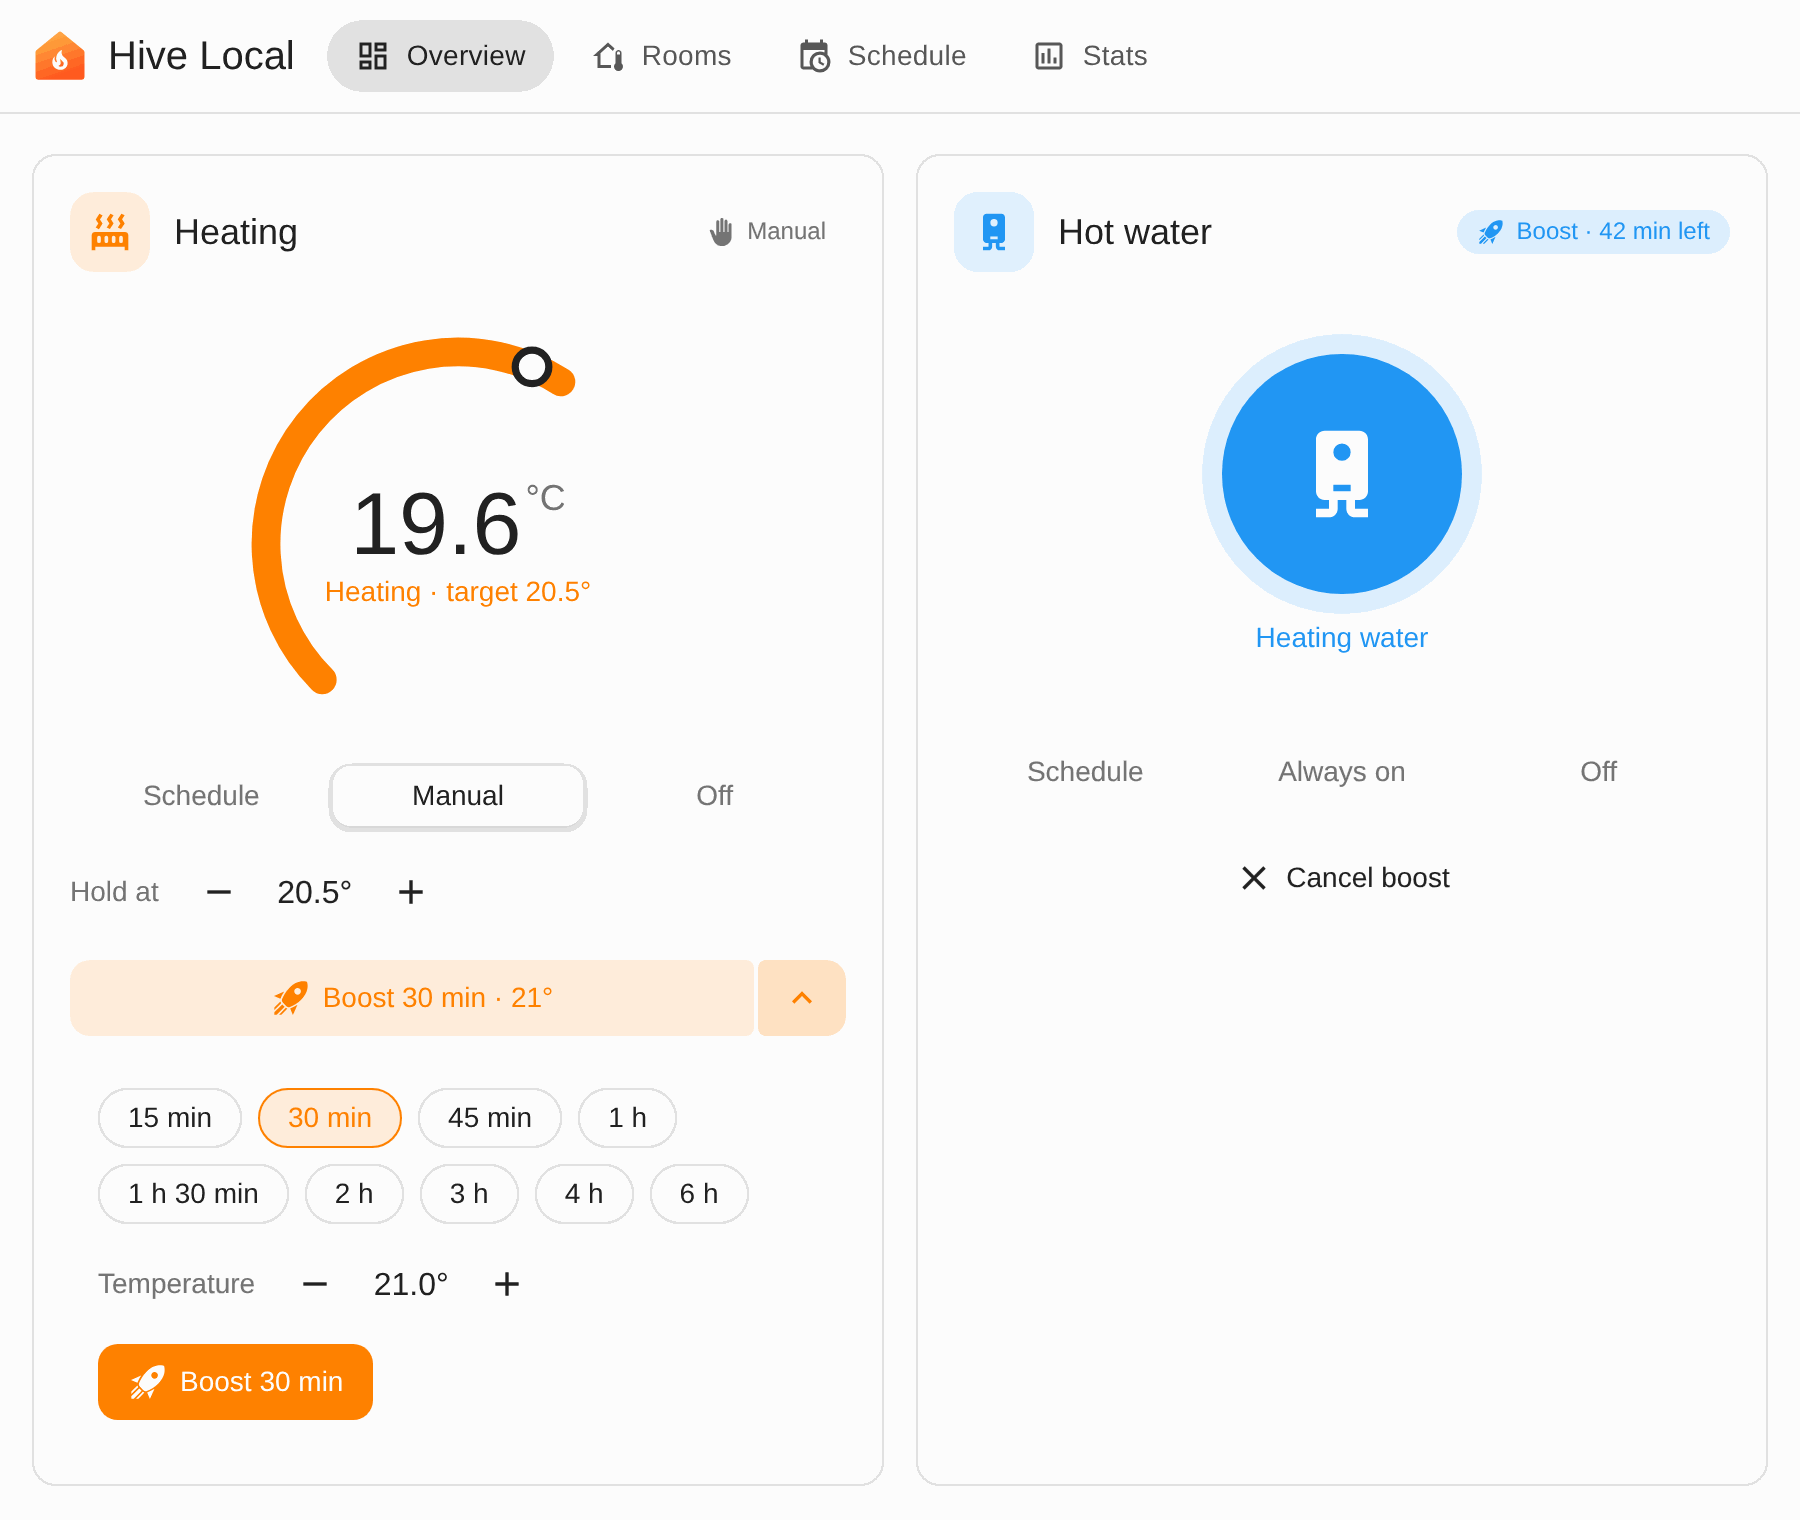 Hive Local
Overview
Rooms
Schedule
Stats
Heating
Manual
19.6 °C
Heating · target 20.5°
Schedule
Manual
Off
Hold at
20.5°
Boost 30 min · 21°
15 min
30 min
45 min
1 h
1 h 30 min
2 h
3 h
4 h
6 h
Temperature
21.0°
Boost 30 min
Hot water
Boost · 42 min left
Heating water
Schedule
Always on
Off
Cancel boost